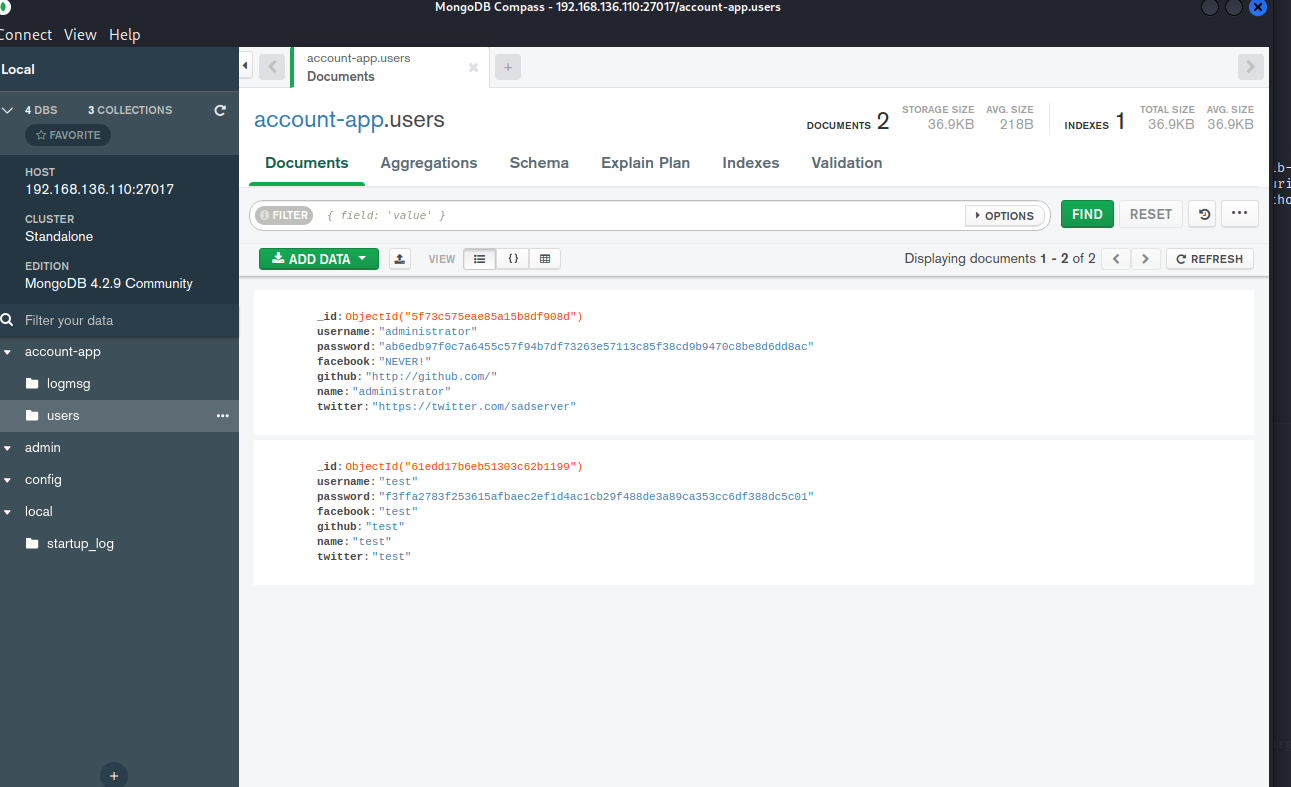 MongoDB Compass - 192.168.136.110:27017/account-app.users
Connect View Help
Local
4 DBS 3 COLLECTIONS
FAVORITE
HOST
192.168.136.110:27017
CLUSTER
Standalone
EDITION
MongoDB 4.2.9 Community
Filter your data
account-app
logmsg
users
admin
config
local
startup_log
account-app.users
Documents
account-app.users
DOCUMENTS 2
STORAGE SIZE
36.9KB
AVG. SIZE
218B
INDEXES 1
TOTAL SIZE
36.9KB
AVG. SIZE
36.9KB
Documents Aggregations Schema Explain Plan Indexes Validation
FILTER { field: 'value' } OPTIONS FIND RESET
ADD DATA VIEW {} Displaying documents 1 - 2 of 2 REFRESH
_id: ObjectId("5f73c575eae85a15b8df908d")
username: "administrator"
password: "ab6edb97f0c7a6455c57f94b7df73263e57113c85f38cd9b9470c8be8d6dd8ac"
facebook: "NEVER!"
github: "http://github.com/"
name: "administrator"
twitter: "https://twitter.com/sadserver"
_id: ObjectId("61edd17b6eb51303c62b1199")
username: "test"
password: "f3ffa2783f253615afbaec2ef1d4ac1cb29f488de3a89ca353cc6df388dc5c01"
facebook: "test"
github: "test"
name: "test"
twitter: "test"